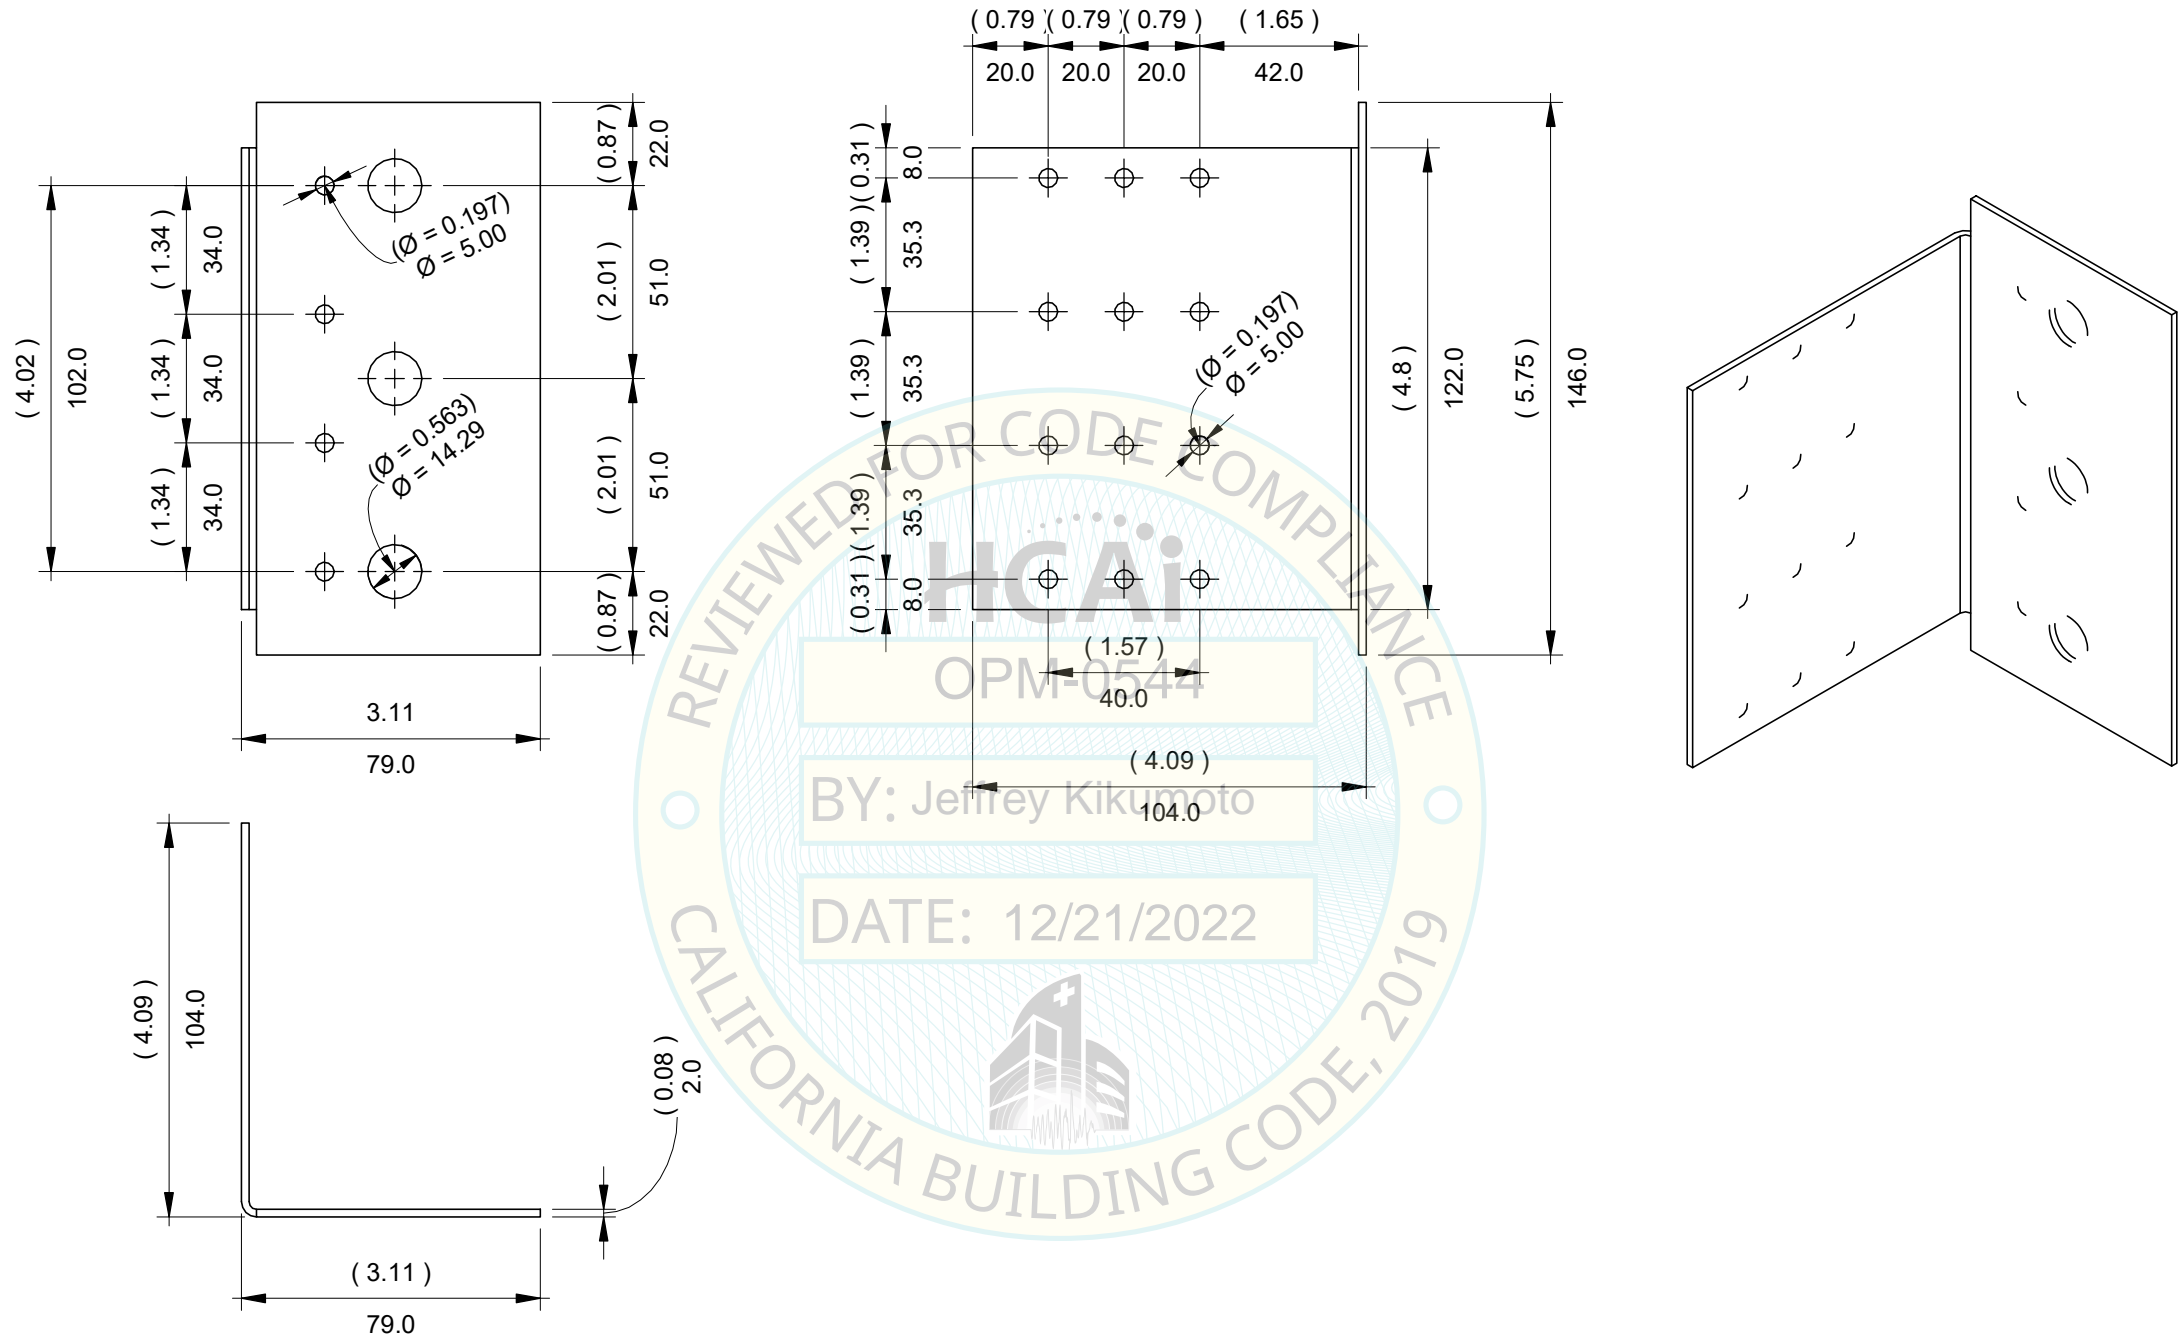 ( 0.79 )
20.0
( 0.79 )
20.0
( 0.79 )
20.0
( 1.65 )
42.0
( 0.87 )
22.0
( 2.01 )
51.0
( 2.01 )
51.0
( 0.87 )
22.0
( 4.02 )
102.0
( 1.34 )
34.0
( 1.34 )
34.0
( 1.34 )
34.0
(Ø = 0.197)
Ø = 5.00
(Ø = 0.563)
Ø = 14.29
3.11
79.0
( 0.31 )
8.0
( 1.39 )
35.3
( 1.39 )
35.3
( 1.39 )
35.3
( 0.31 )
8.0
(Ø = 0.197)
Ø = 5.00
( 4.8 )
122.0
( 5.75 )
146.0
( 1.57 )
40.0
( 4.09 )
104.0
REVIEWED FOR CODE COMPLIANCE
HCAi
OPM-0544
BY: Jeffrey Kikumoto
DATE: 12/21/2022
CALIFORNIA BUILDING CODE, 2019
( 4.09 )
104.0
( 0.08 )
2.0
( 3.11 )
79.0